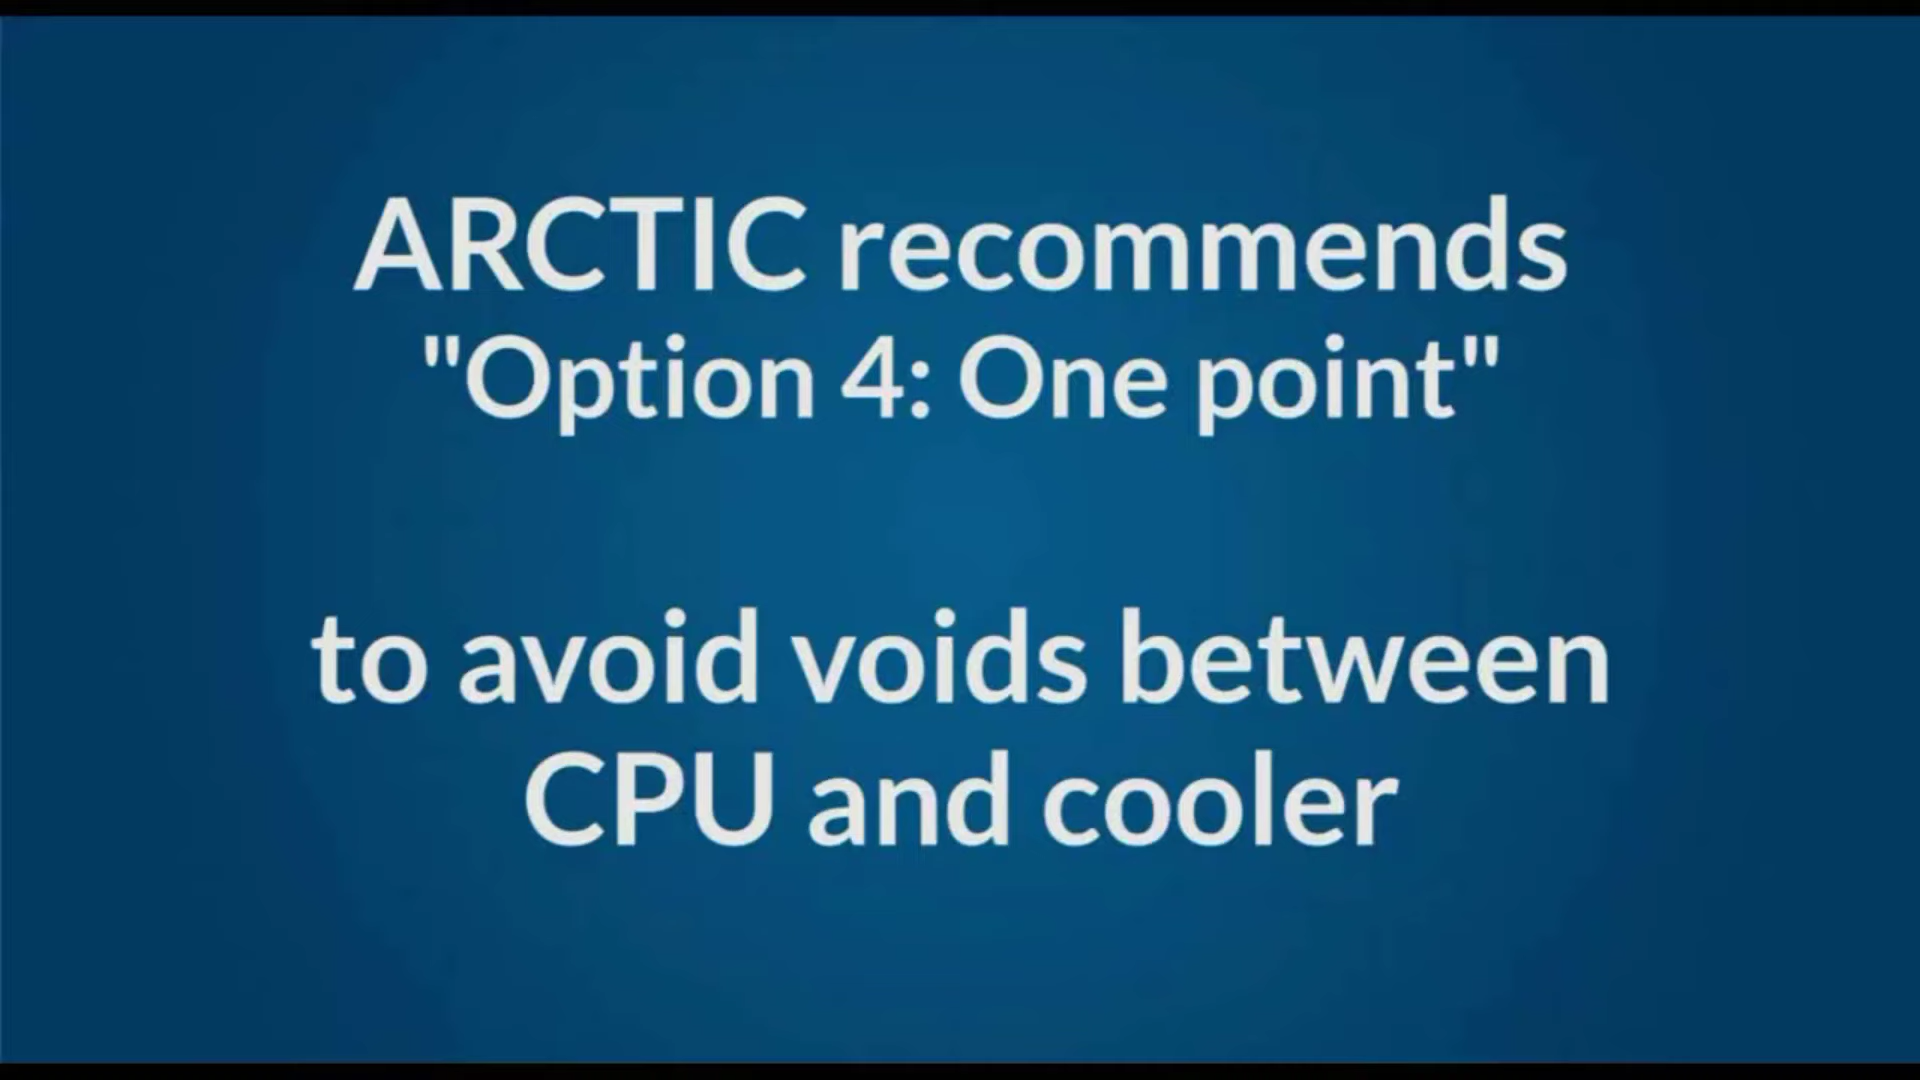 ARCTIC recommends
"Option 4: One point"
to avoid voids between
CPU and cooler